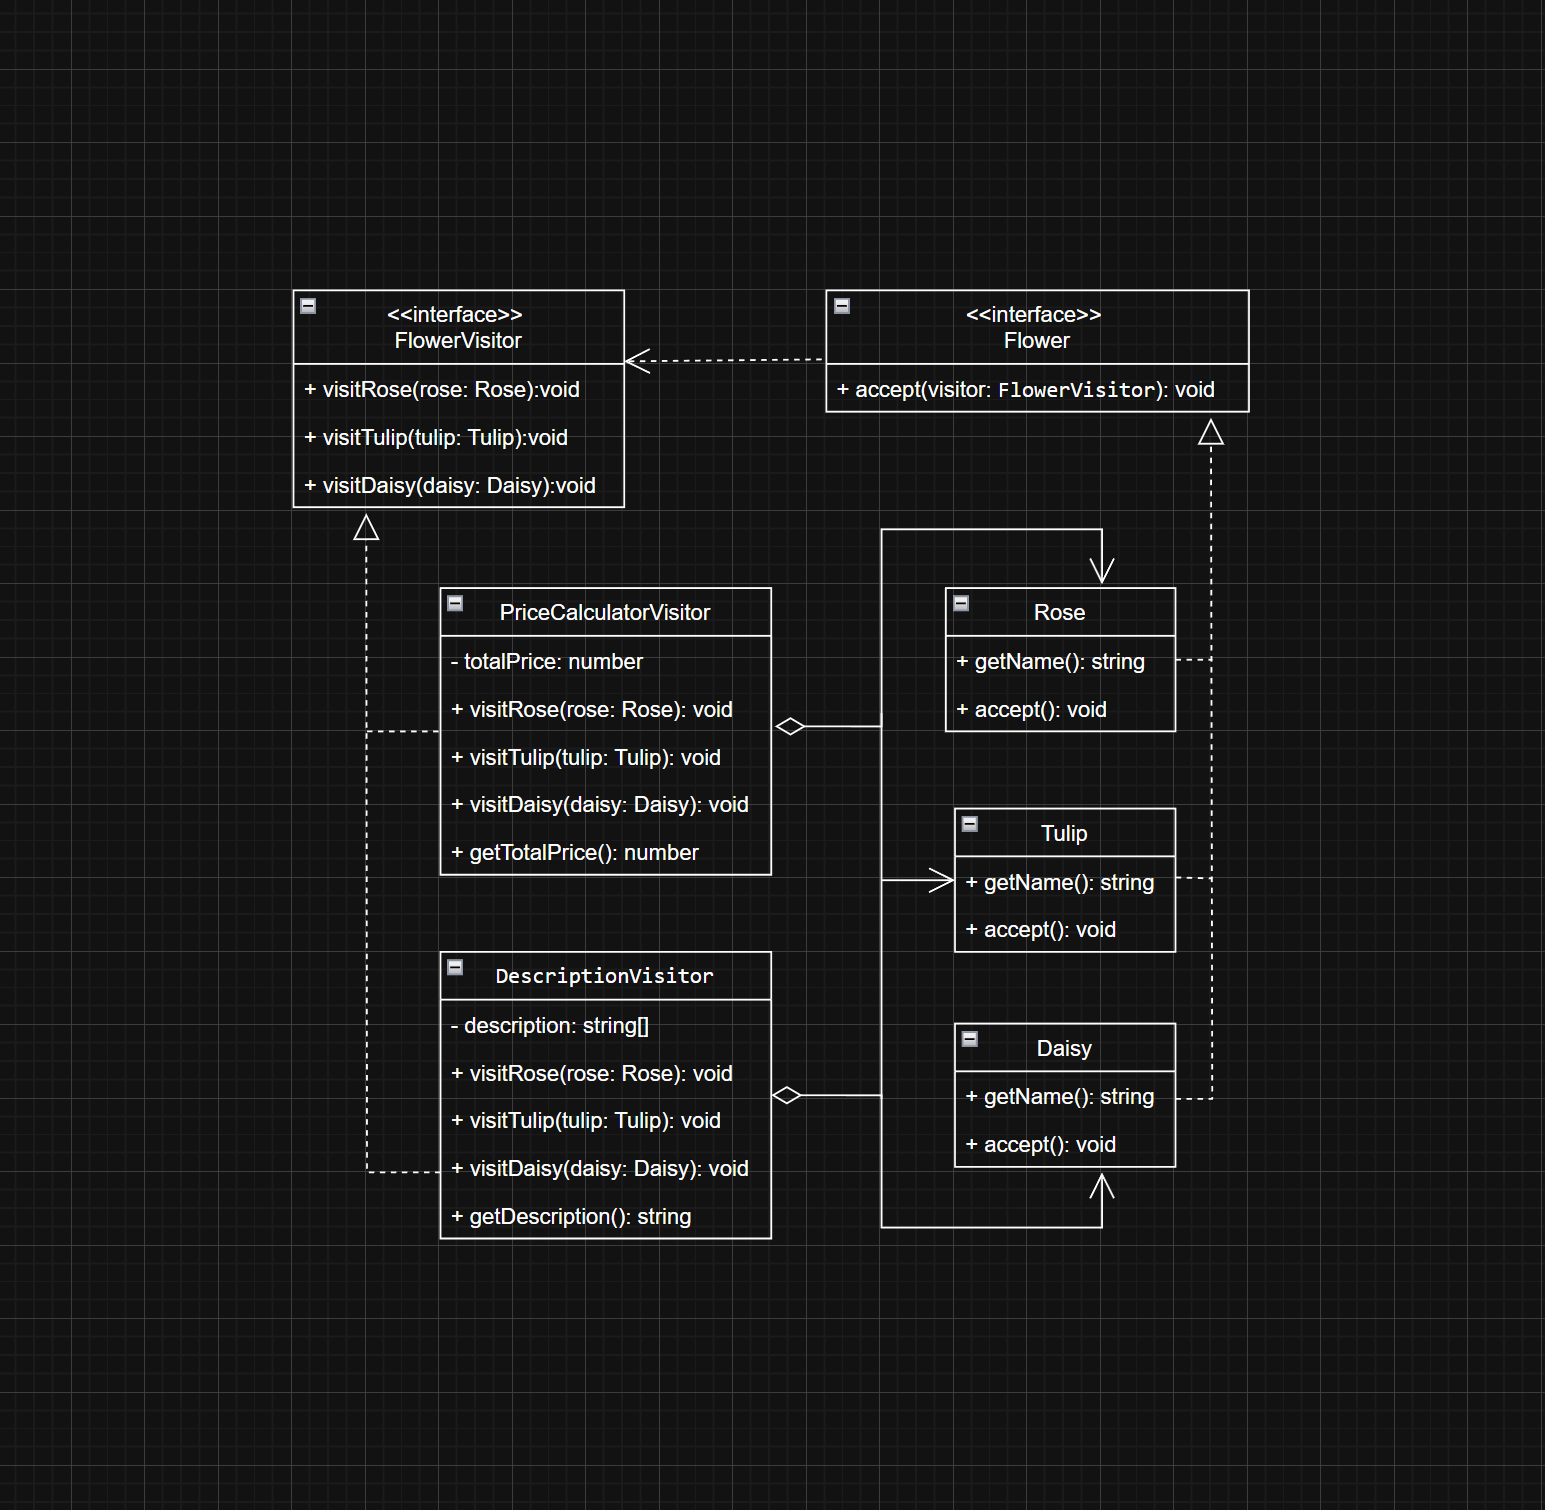 <<interface>>
FlowerVisitor
+ visitRose(rose: Rose):void
+ visitTulip(tulip: Tulip):void
+ visitDaisy(daisy: Daisy):void
<<interface>>
Flower
+ accept(visitor: FlowerVisitor): void
PriceCalculatorVisitor
- totalPrice: number
+ visitRose(rose: Rose): void
+ visitTulip(tulip: Tulip): void
+ visitDaisy(daisy: Daisy): void
+ getTotalPrice(): number
Rose
+ getName(): string
+ accept(): void
Tulip
+ getName(): string
+ accept(): void
DescriptionVisitor
- description: string[]
+ visitRose(rose: Rose): void
+ visitTulip(tulip: Tulip): void
+ visitDaisy(daisy: Daisy): void
+ getDescription(): string
Daisy
+ getName(): string
+ accept(): void